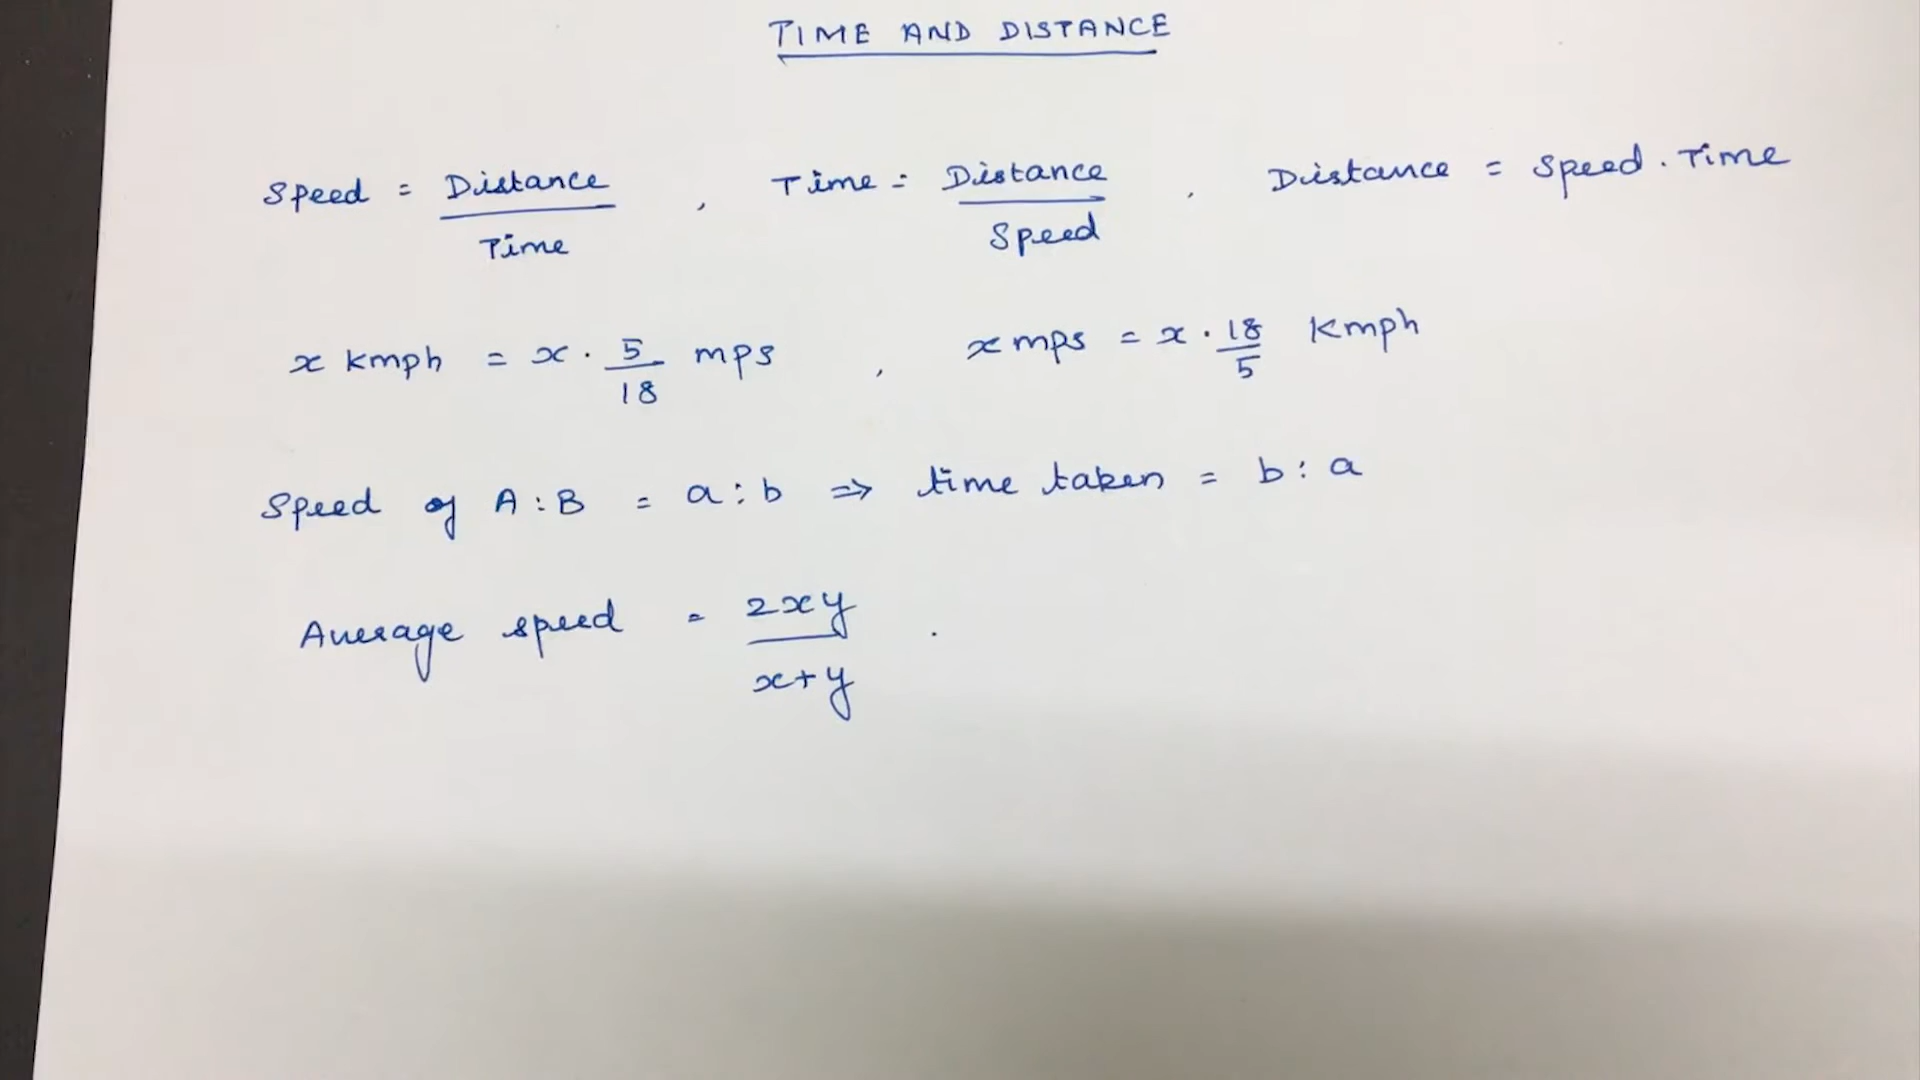 TIME AND DISTANCE
Speed = Distance / Time , Time = Distance / Speed , Distance = Speed . Time
x kmph = x . 5/18 mps , x mps = x . 18/5 kmph
Speed of A : B = a : b ⇒ time taken = b : a
Average speed = 2xy / x+y .